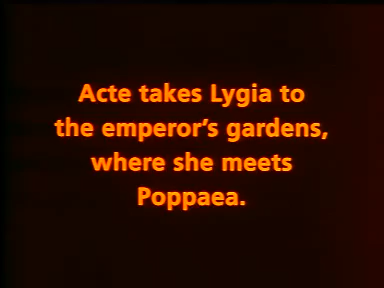 Acte takes Lygia to
the emperor’s gardens,
where she meets
Poppaea.